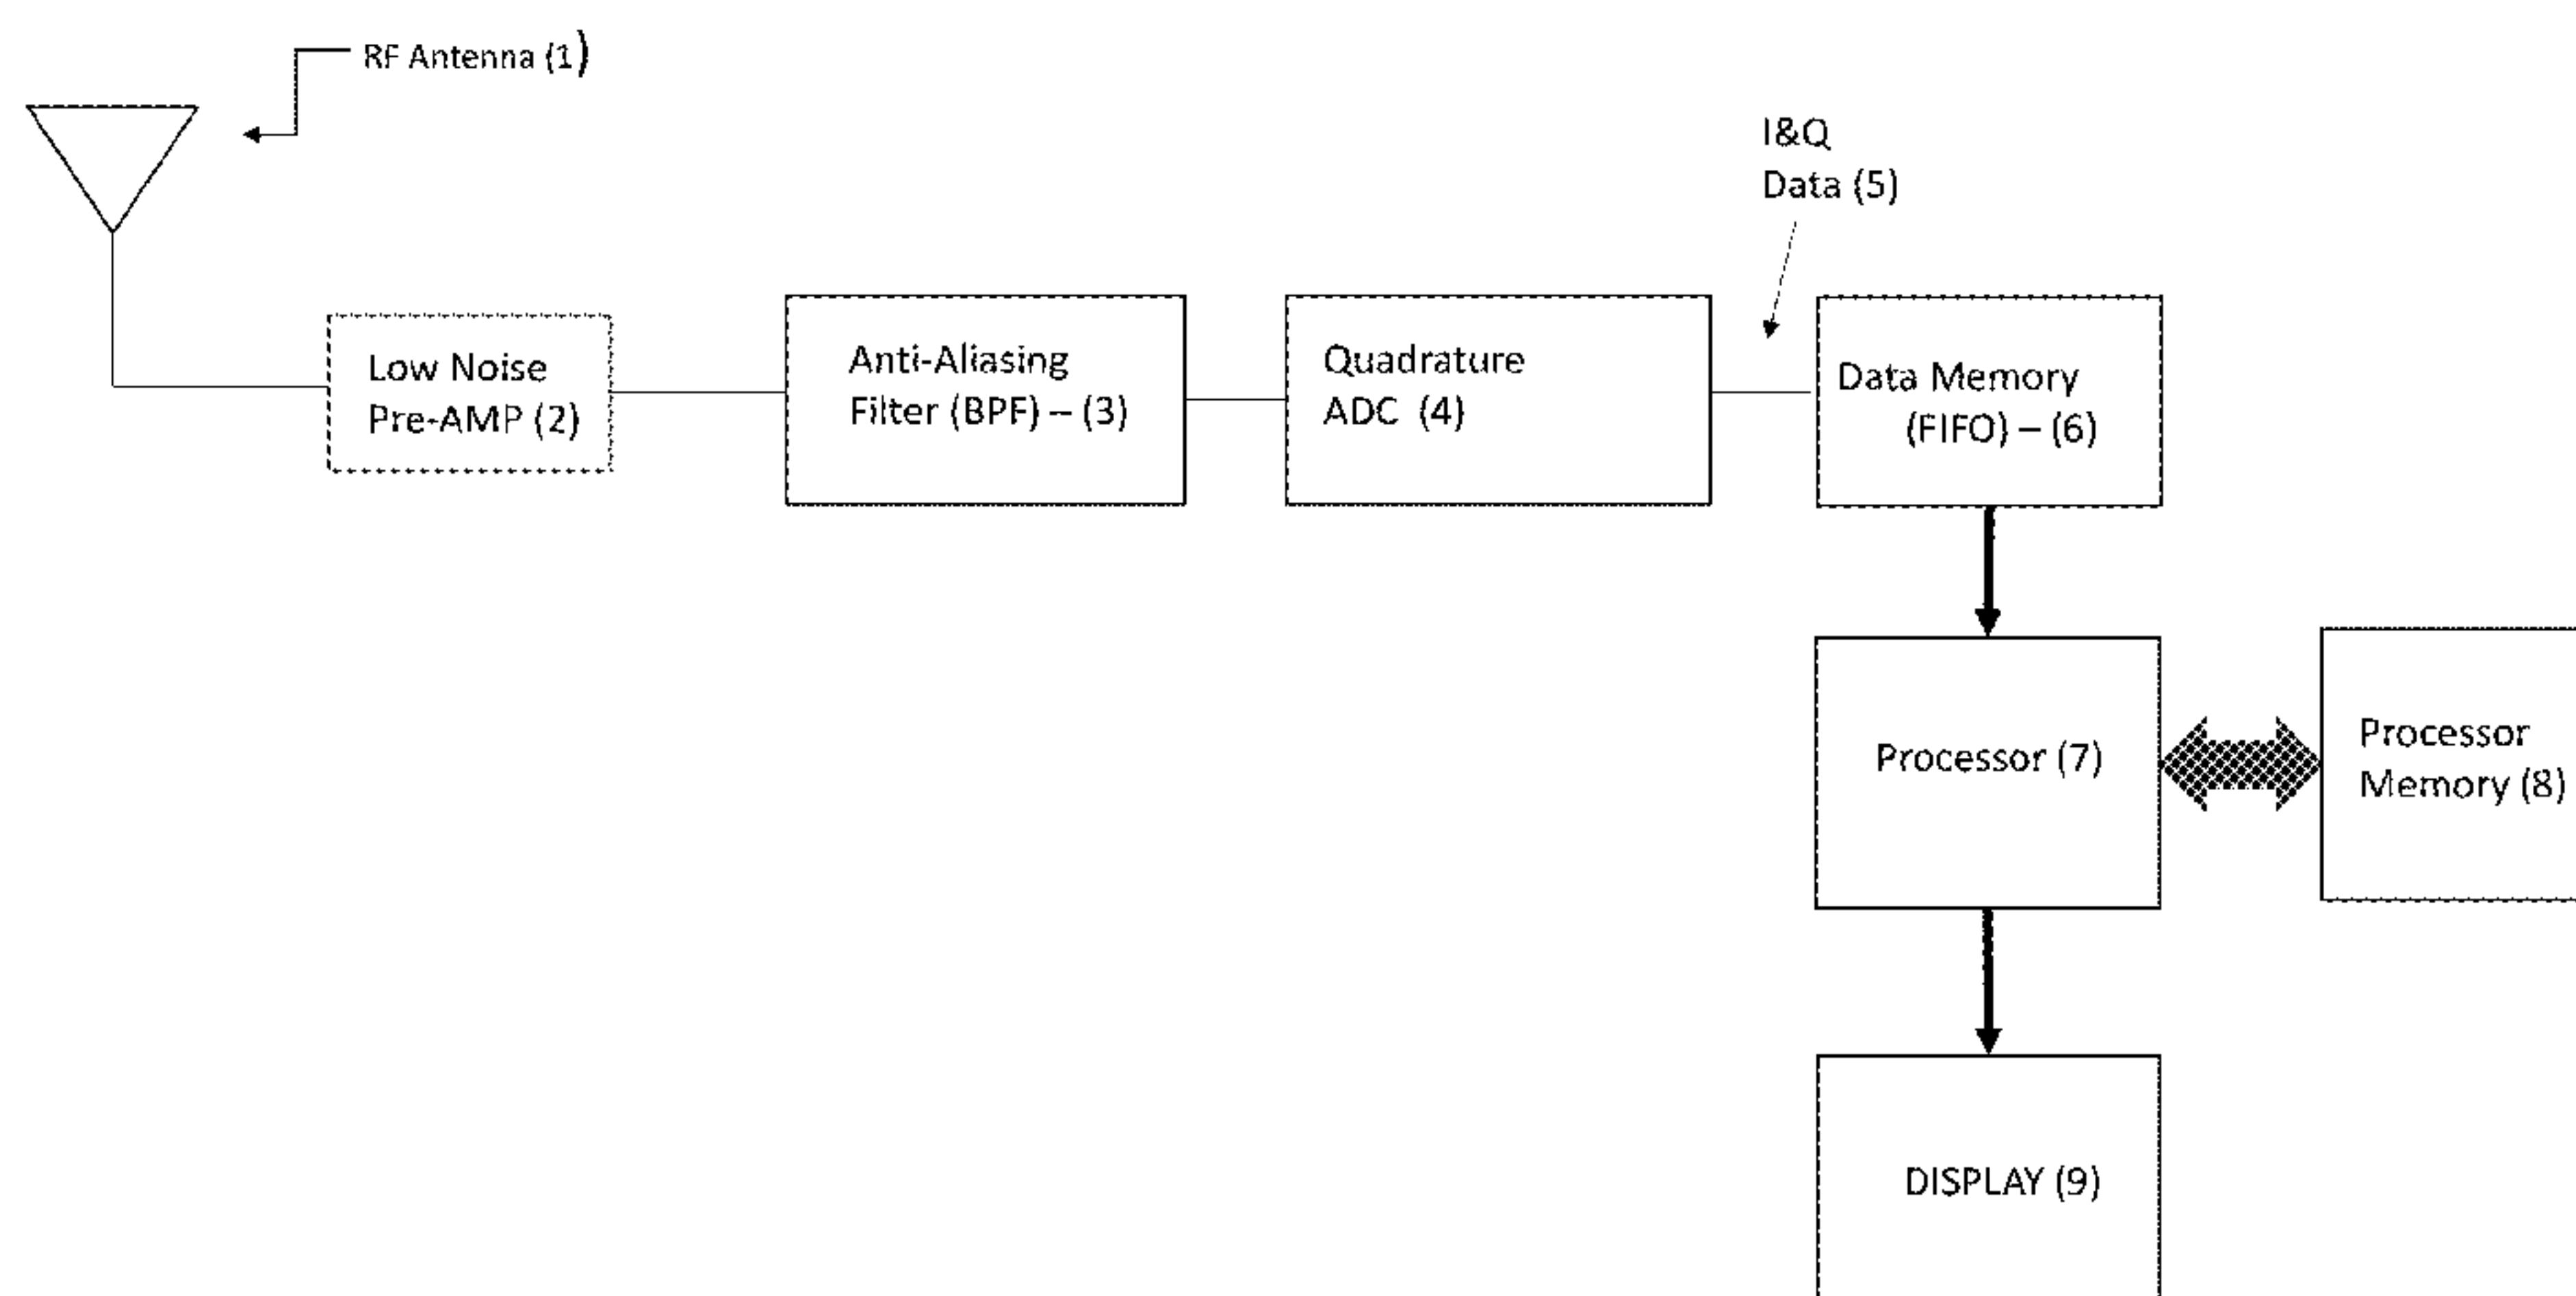 RF Antenna (1)
I&Q
Data (5)
Low Noise
Pre-AMP (2)
Anti-Aliasing
Filter (BPF) – (3)
Quadrature
ADC (4)
Data Memory
(FIFO) – (6)
Processor (7)
Processor
Memory (8)
DISPLAY (9)